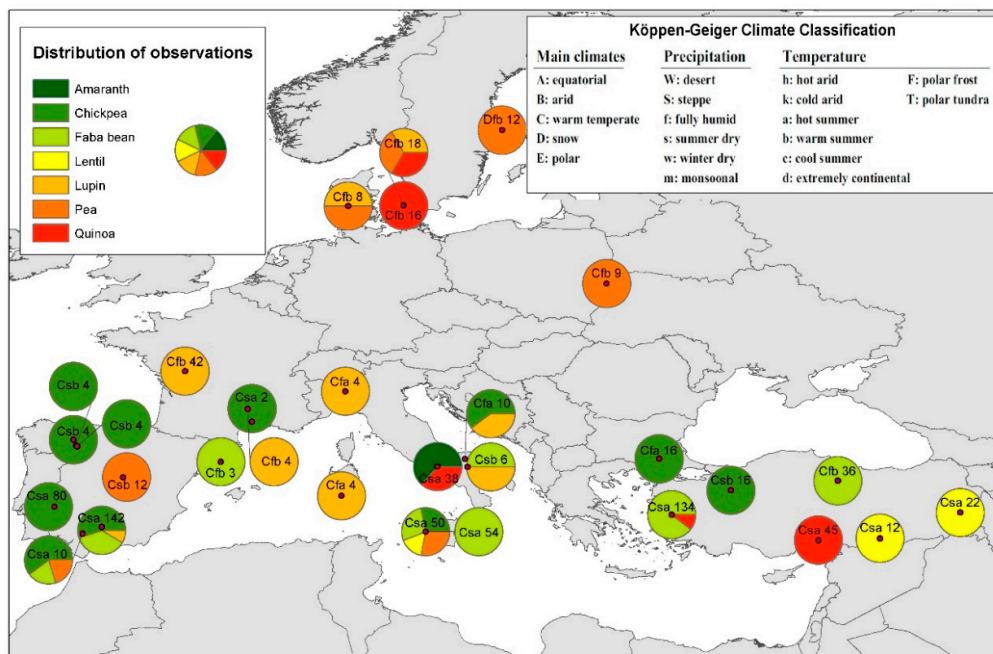 Distribution of observations
Amaranth
Chickpea
Faba bean
Lentil
Lupin
Pea
Quinoa
Köppen-Geiger Climate Classification
Main climates Precipitation Temperature
A: equatorial W: desert h: hot arid F: polar frost
B: arid S: steppe k: cold arid T: polar tundra
C: warm temperate f: fully humid a: hot summer
D: snow s: summer dry b: warm summer
E: polar w: winter dry c: cool summer
m: monsoonal d: extremely continental
Dfb 12
Cfb 18
Cfb 8
Cfb 16
Cfb 9
Cfb 42
Csb 4
Csa 2
Cfa 4
Cfa 10
Csb 4
Csb 4
Cfb 3
Cfb 4
Csb 12
Csa 38
Csb 6
Cfa 16
Csb 16
Cfb 36
Csa 80
Cfa 4
Csa 142
Csa 50
Csa 54
Csa 134
Csa 45
Csa 12
Csa 22
Csa 10